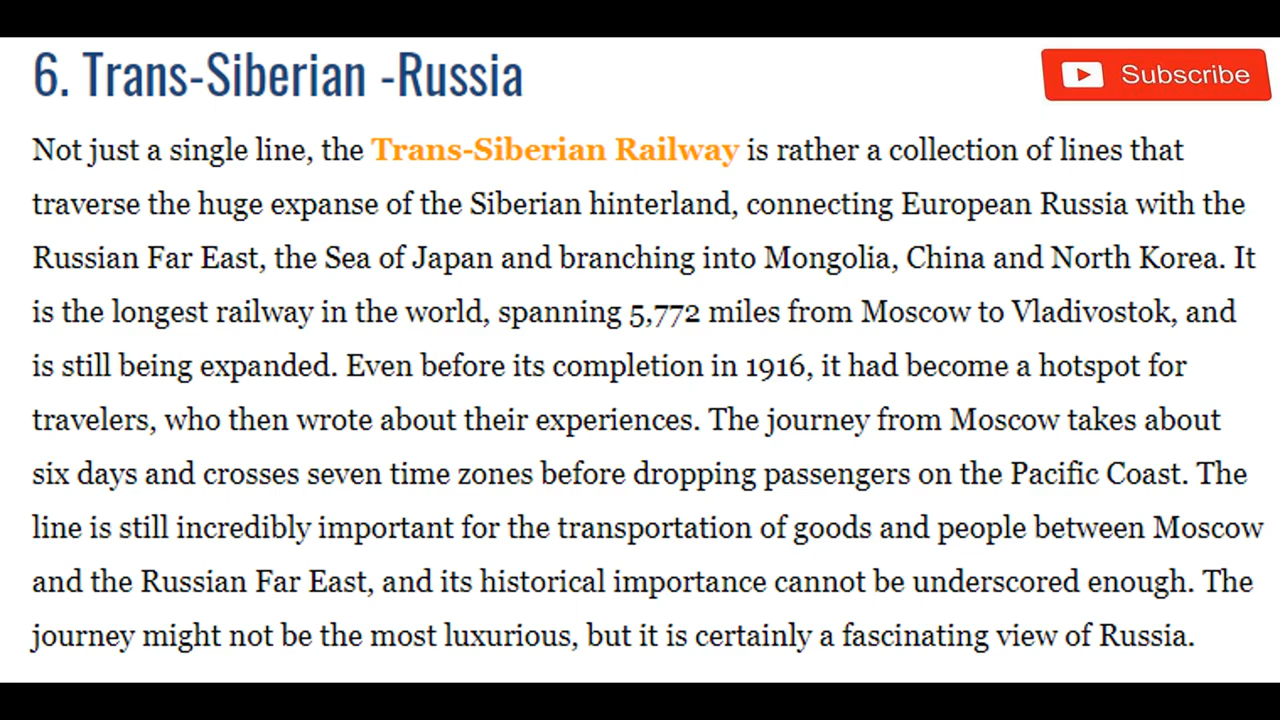 6. Trans-Siberian -Russia
Subscribe
Not just a single line, the Trans-Siberian Railway is rather a collection of lines that
traverse the huge expanse of the Siberian hinterland, connecting European Russia with the
Russian Far East, the Sea of Japan and branching into Mongolia, China and North Korea. It
is the longest railway in the world, spanning 5,772 miles from Moscow to Vladivostok, and
is still being expanded. Even before its completion in 1916, it had become a hotspot for
travelers, who then wrote about their experiences. The journey from Moscow takes about
six days and crosses seven time zones before dropping passengers on the Pacific Coast. The
line is still incredibly important for the transportation of goods and people between Moscow
and the Russian Far East, and its historical importance cannot be underscored enough. The
journey might not be the most luxurious, but it is certainly a fascinating view of Russia.